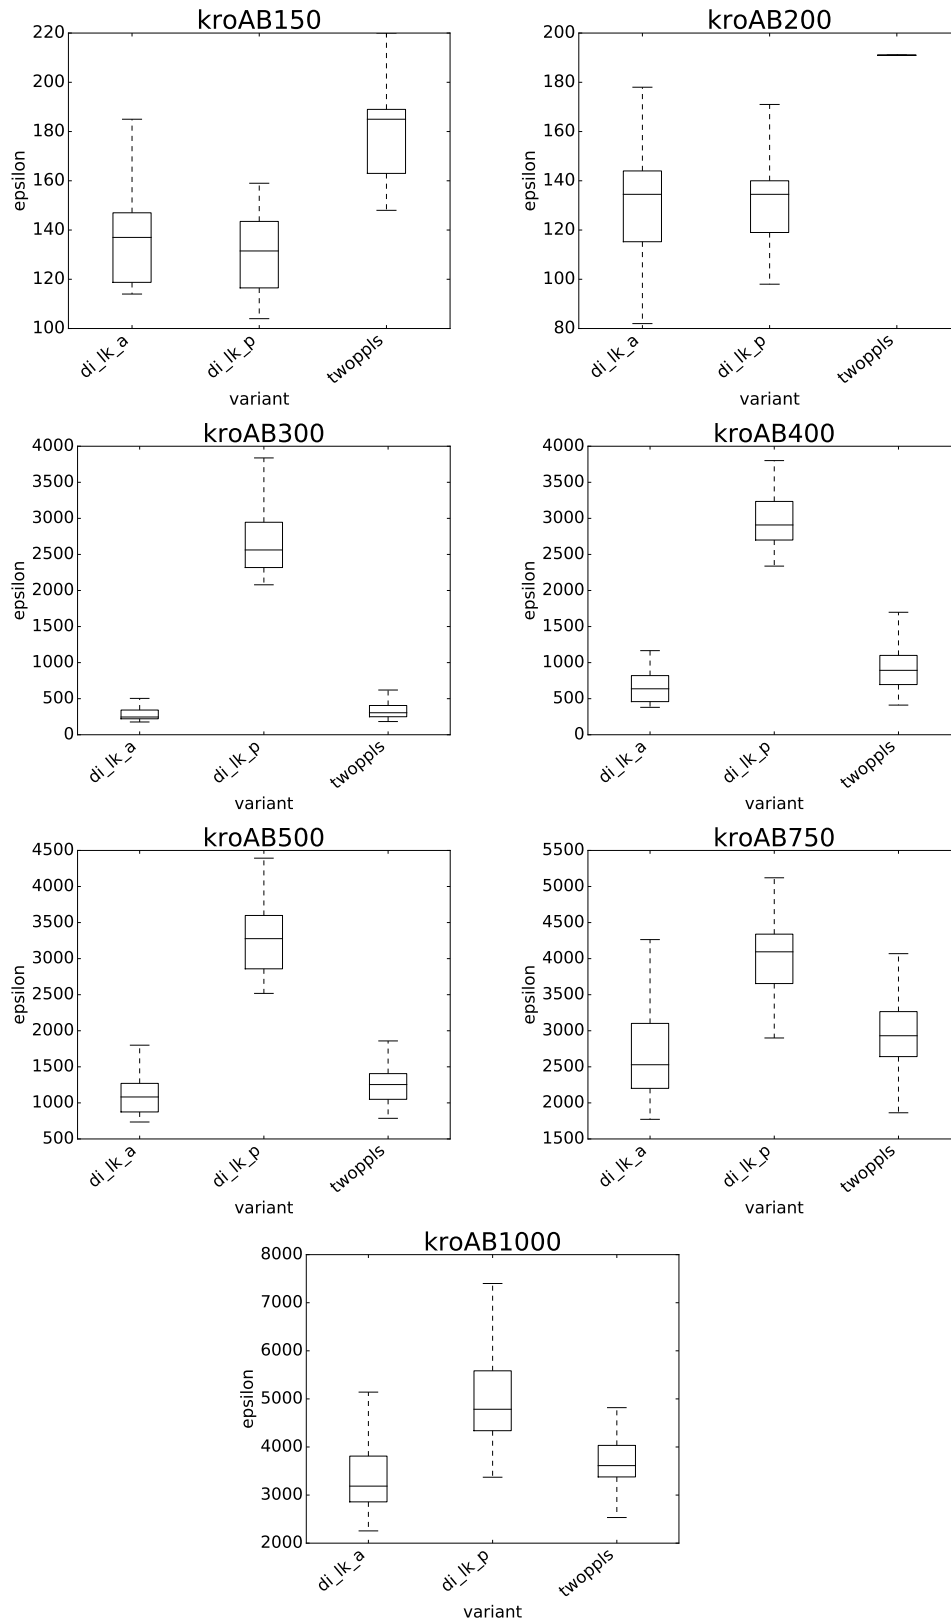 kroAB150
220
200
180
160
140
120
100
epsilon
di_lk_a
di_lk_p
twoppls
variant
kroAB200
200
180
160
140
120
100
80
epsilon
di_lk_a
di_lk_p
twoppls
variant
kroAB300
4000
3500
3000
2500
2000
1500
1000
500
0
epsilon
di_lk_a
di_lk_p
twoppls
variant
kroAB400
4000
3500
3000
2500
2000
1500
1000
500
0
epsilon
di_lk_a
di_lk_p
twoppls
variant
kroAB500
4500
4000
3500
3000
2500
2000
1500
1000
500
epsilon
di_lk_a
di_lk_p
twoppls
variant
kroAB750
5500
5000
4500
4000
3500
3000
2500
2000
1500
epsilon
di_lk_a
di_lk_p
twoppls
variant
kroAB1000
8000
7000
6000
5000
4000
3000
2000
epsilon
di_lk_a
di_lk_p
twoppls
variant